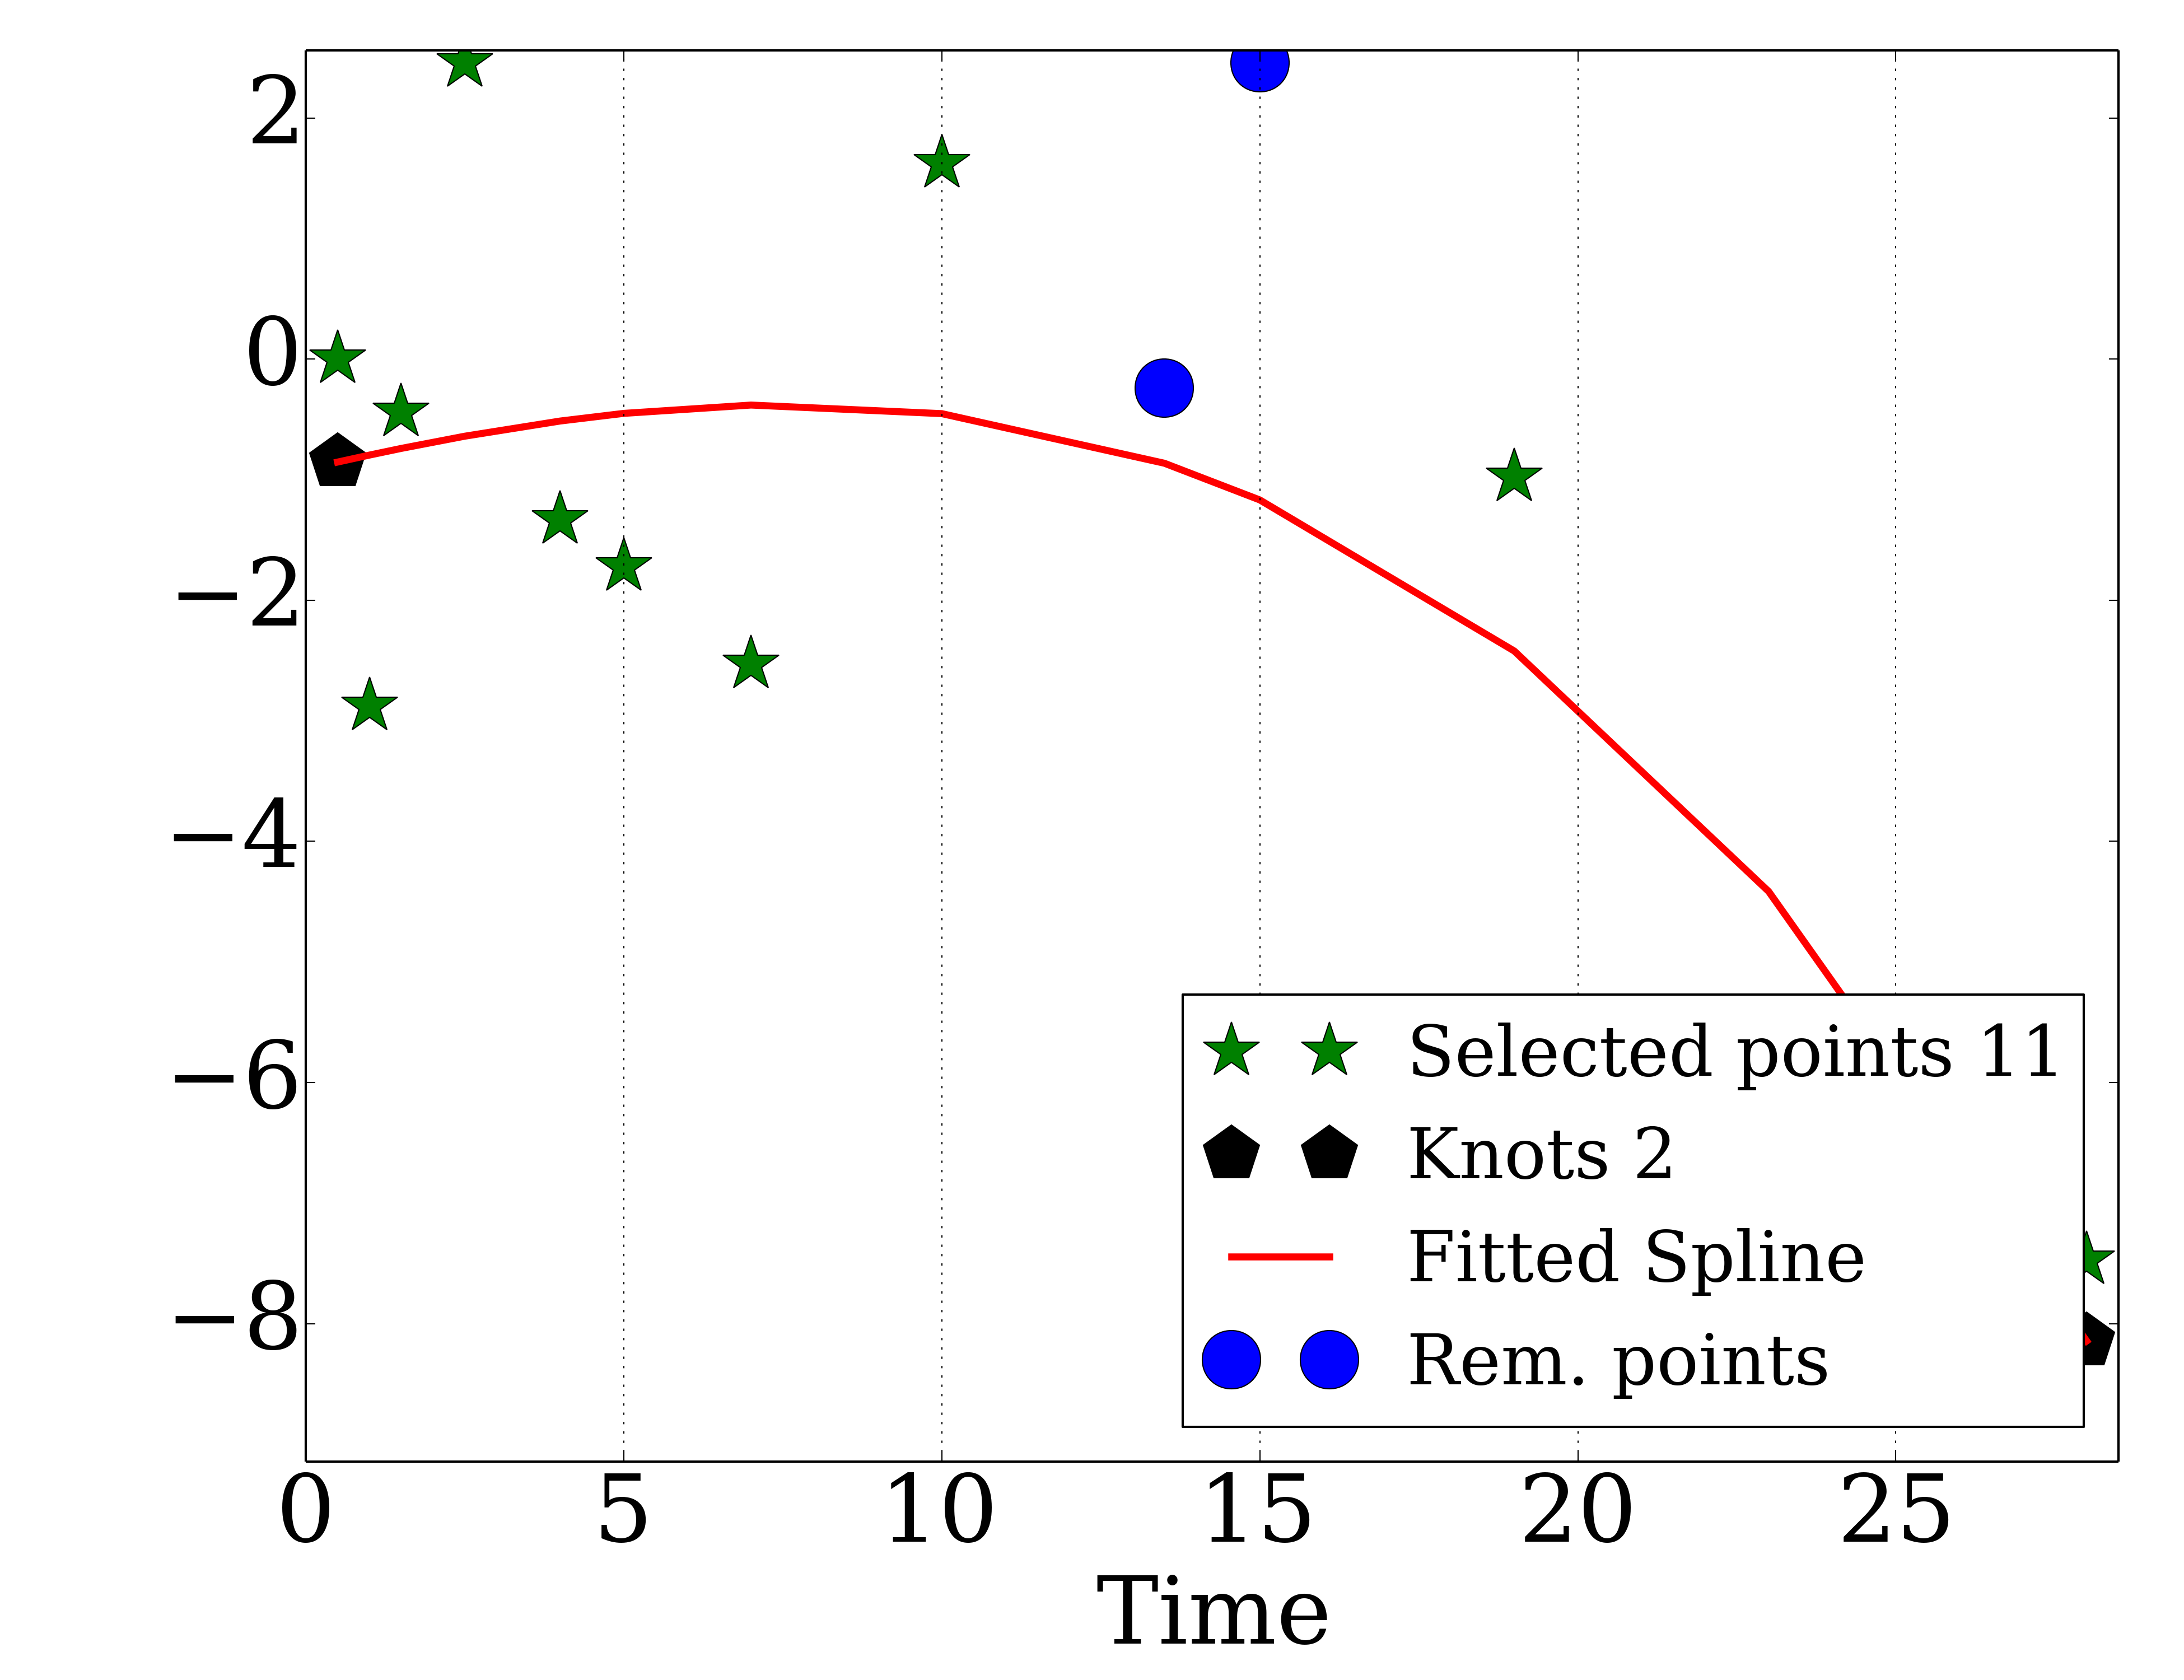 2
0
−2
−4
−6
−8
Selected points 11
Knots 2
Fitted Spline
Rem. points
0 5 10 15 20 25
Time